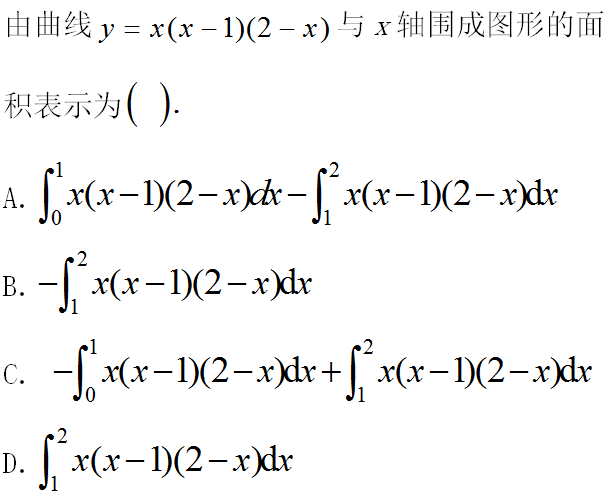 由曲线 y = x(x − 1)(2 − x) 与 x 轴围成图形的面
积表示为( ).
A. ∫₀¹ x(x−1)(2−x)dx − ∫₁² x(x−1)(2−x)dx
B. −∫₁² x(x−1)(2−x)dx
C. −∫₀¹ x(x−1)(2−x)dx + ∫₁² x(x−1)(2−x)dx
D. ∫₁² x(x−1)(2−x)dx